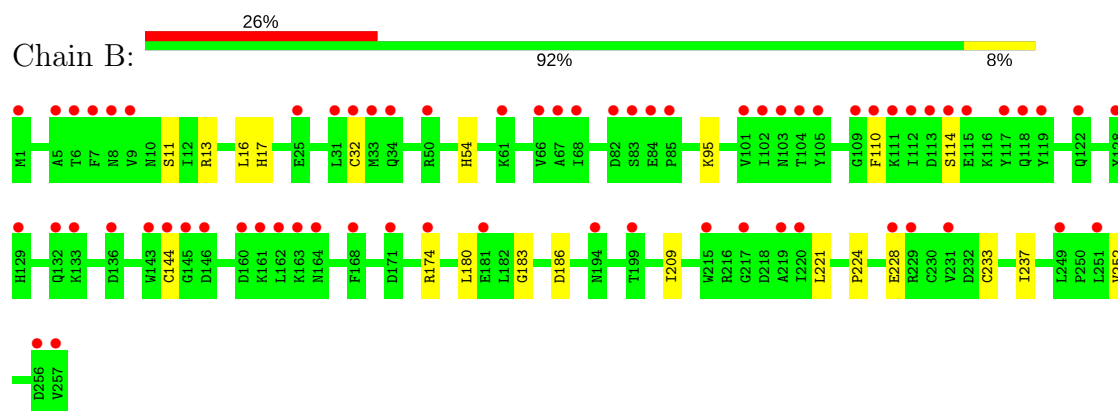 26%
Chain B:
92%
8%
M1 A5 T6 F7 N8 V9 N10 S11 I12 R13 L16 H17 E25 L31 C32 M33 Q34 R50 H54 K61 V66 A67 I68 D82 S83 E84 P85 K95 V101 I102 N103 T104 Y105 G109 F110 K111 I112 D113 S114 E115 K116 Y117 Q118 Y119 Q122
H129 Q132 K133 D136 W143 C144 G145 D146 D160 K161 L162 K163 N164 F168 D171 R174 L180 E181 L182 G183 D186 N194 T199 I209 W215 R216 G217 D218 A219 I220 L221 P224 E228 R229 C230 V231 D232 C233 I237 L249 P250 L251
D256 V257